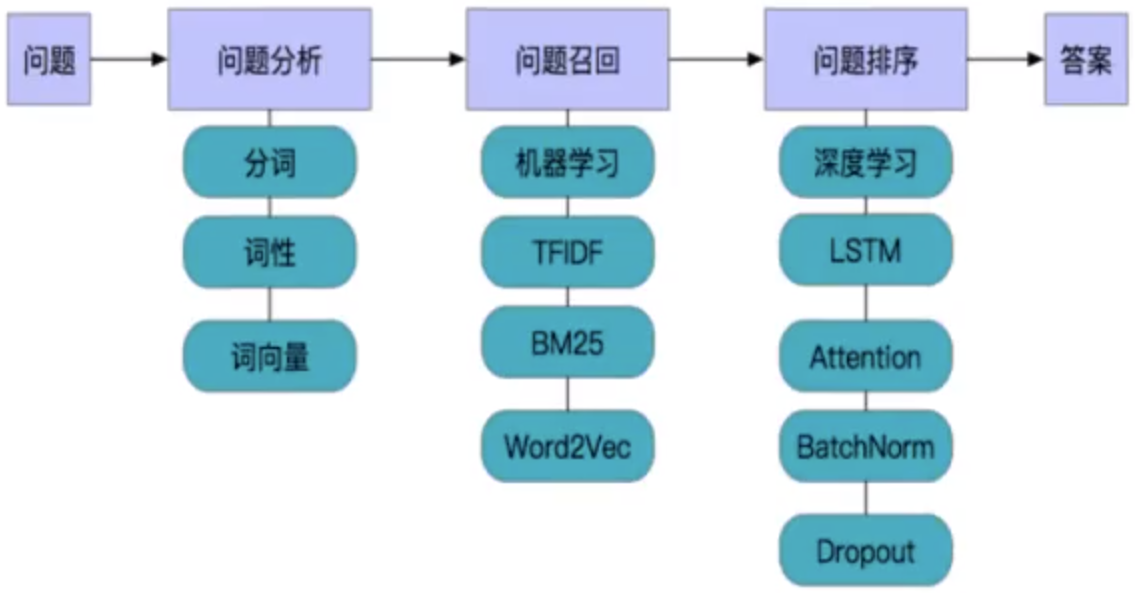 问题
问题分析
问题召回
问题排序
答案
分词
机器学习
深度学习
词性
TFIDF
LSTM
词向量
BM25
Attention
Word2Vec
BatchNorm
Dropout